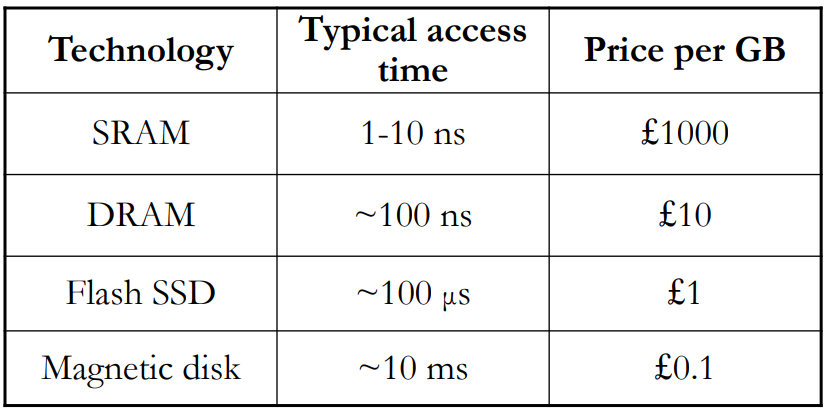 Technology Typical access time Price per GB
SRAM 1-10 ns £1000
DRAM ~100 ns £10
Flash SSD ~100 μs £1
Magnetic disk ~10 ms £0.1